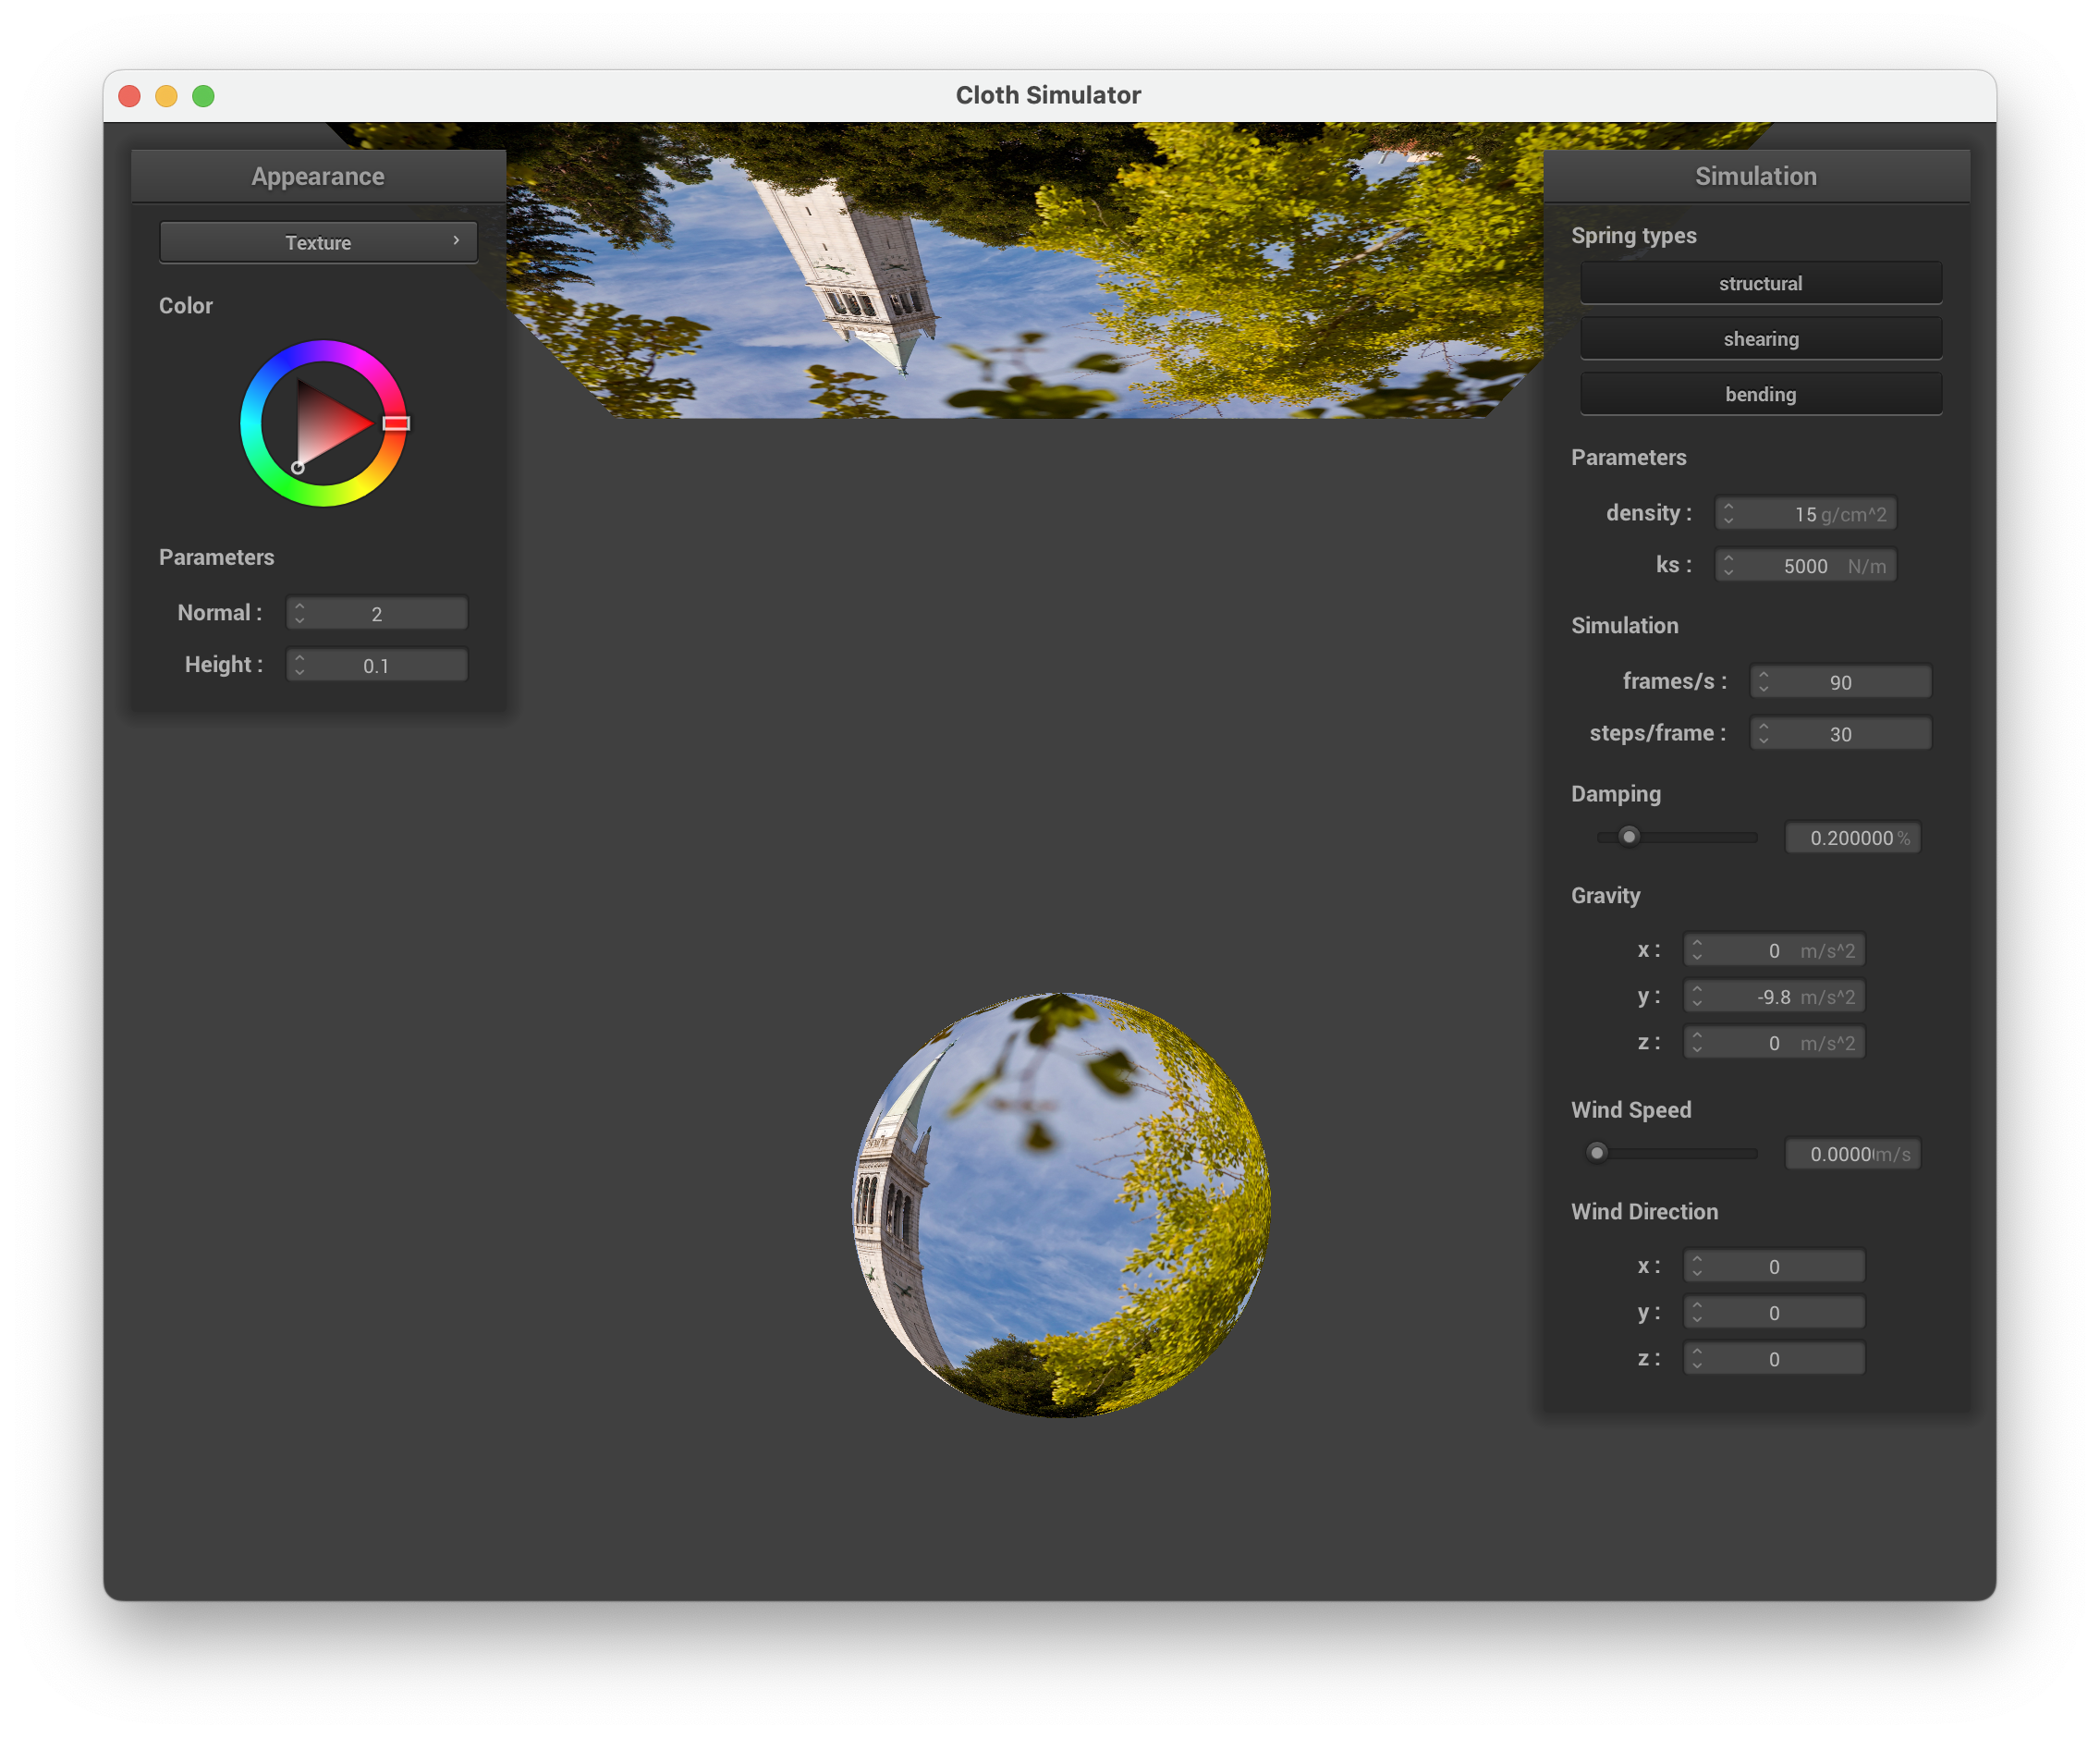 Cloth Simulator
Appearance
Texture
Color
Parameters
Normal : 2
Height : 0.1
Simulation
Spring types
structural
shearing
bending
Parameters
density : 15 g/cm^2
ks : 5000 N/m
Simulation
frames/s : 90
steps/frame : 30
Damping
0.200000 %
Gravity
x : 0 m/s^2
y : -9.8 m/s^2
z : 0 m/s^2
Wind Speed
0.0000 m/s
Wind Direction
x : 0
y : 0
z : 0